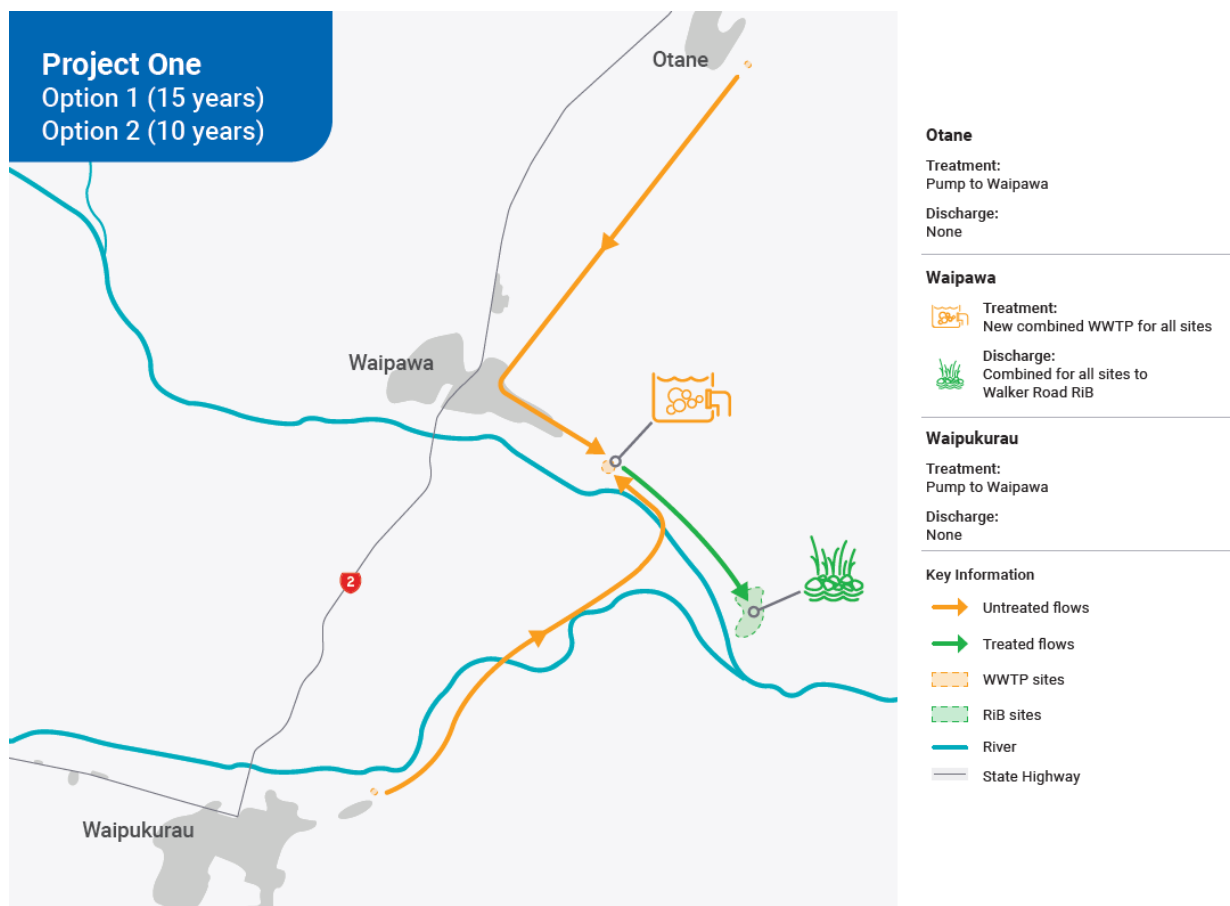 Project One
Option 1 (15 years)
Option 2 (10 years)
Otane
Waipawa
2
Waipukurau
Otane
Treatment:
Pump to Waipawa
Discharge:
None
Waipawa
Treatment:
New combined WWTP for all sites
Discharge:
Combined for all sites to
Walker Road RiB
Waipukurau
Treatment:
Pump to Waipawa
Discharge:
None
Key Information
Untreated flows
Treated flows
WWTP sites
RiB sites
River
State Highway